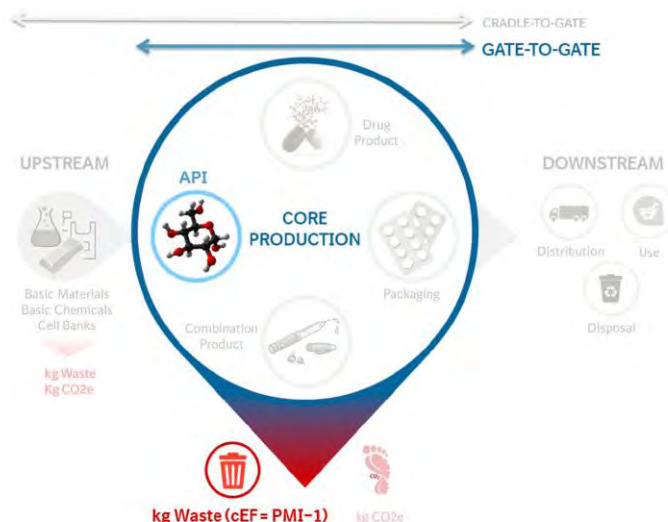 CRADLE-TO-GATE
GATE-TO-GATE
Drug
Product
UPSTREAM
DOWNSTREAM
API
CORE
PRODUCTION
Distribution
Use
Basic Materials
Basic Chemicals
Cell Banks
Packaging
Combination
Product
Disposal
kg Waste
Kg CO2e
CO₂
kg Waste (cEF = PMI-1)
kg CO2e